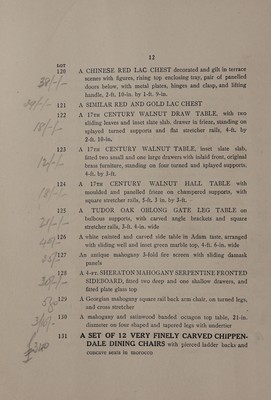 12
LOT
120 A CHINESE RED LAC CHEST decorated and gilt in terrace
scenes with figures, rising top enclosing tray, pair of panelled
doors below, with metal plates, hinges and clasp, and lifting
handle, 2-ft. 10-in. by 1-ft. 9-in.
121 A SIMILAR RED AND GOLD LAC CHEST
122 A 17TH CENTURY WALNUT DRAW TABLE, with two
sliding leaves and inset slate slab, drawer in frieze, standing on
splayed turned supports and flat stretcher rails, 4-ft. by
2-ft. 10-in.
123 A 17TH CENTURY WALNUT TABLE, inset slate slab,
fitted two small and one large drawers with inlaid front, original
brass furniture, standing on four turned and splayed supports.
4-ft. by 3-ft.
124 A 17TH CENTURY WALNUT HALL TABLE with
moulded and panelled frieze on champered supports, with
square stretcher rails, 5-ft. 3 in. by 3-ft.
125 A TUDOR OAK OBLONG GATE LEG TABLE on
bulbous supports, with carved angle brackets and square
stretcher rails, 3-ft. 4-in. wide
126 A white painted and carved side table in Adam taste, arranged
with sliding well and inset green marble top, 4-ft. 6-in. wide
127 An antique mahogany 3-fold fire screen with sliding damask
panels
128 A 4-FT. SHERATON MAHOGANY SERPENTINE FRONTED
SIDEBOARD, fitted two deep and one shallow drawers, and
fitted plate glass top
129 A Georgian mahogany square rail back arm chair, on turned legs,
and cross stretcher
130 A mahogany and satinwood banded octagon top table, 21-in.
diameter on four shaped and tapered legs with undertier
131 A SET OF 12 VERY FINELY CARVED CHIPPEN-
DALE DINING CHAIRS with pierced ladder backs and
concave seats in morocco